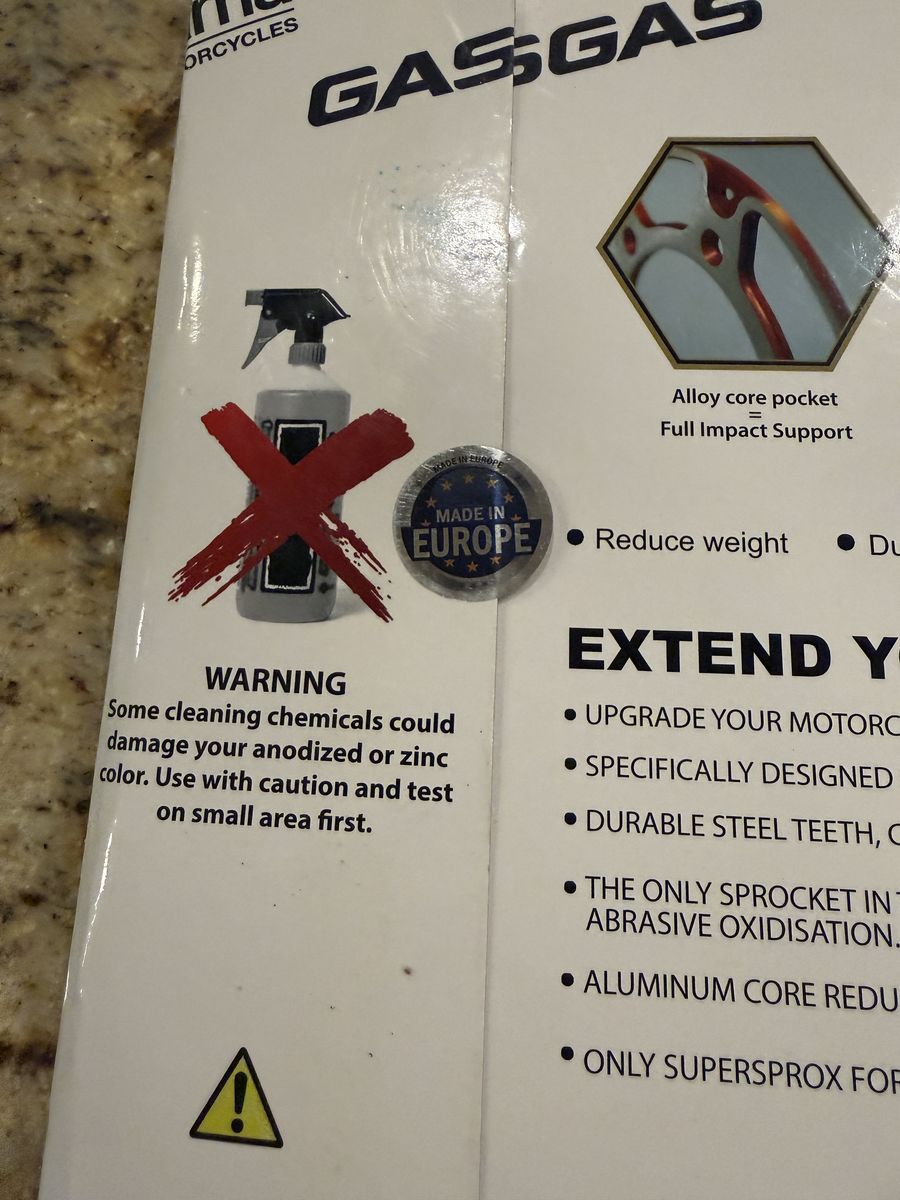 ORCYCLES
GASGAS
Alloy core pocket
=
Full Impact Support
MADE IN EUROPE
MADE IN
EUROPE
Reduce weight
WARNING
Some cleaning chemicals could
damage your anodized or zinc
color. Use with caution and test
on small area first.
EXTEND
• UPGRADE YOUR
• SPECIFICALLY DESIGNED
• DURABLE STEEL TEETH,
• THE ONLY SPROCKET IN
ABRASIVE OXIDISATION.
• ALUMINUM CORE
• ONLY SUPERSPROX